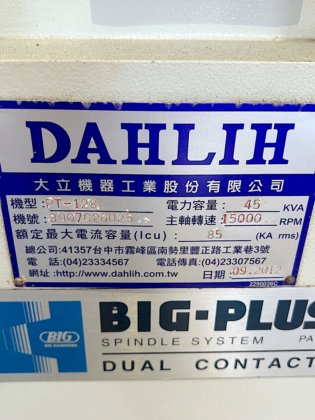 DAHLIH
大立機器工業股份有限公司
機型: 電力容量: 45 KVA
機號: 主軸轉速: 15000 RPM
額定最大電流容量(Icu) : 85 (KA rms)
總公司:41357台中市霧峰區南勢里豐正路工業巷3號
電 話:(04)23334567 電話傳真:(04)23307567
網址:http://www.dahlih.com.tw 日期: 09.2012
2290036C
BIG
BIG-PLUS
SPINDLE SYSTEM PA
DUAL CONTACT